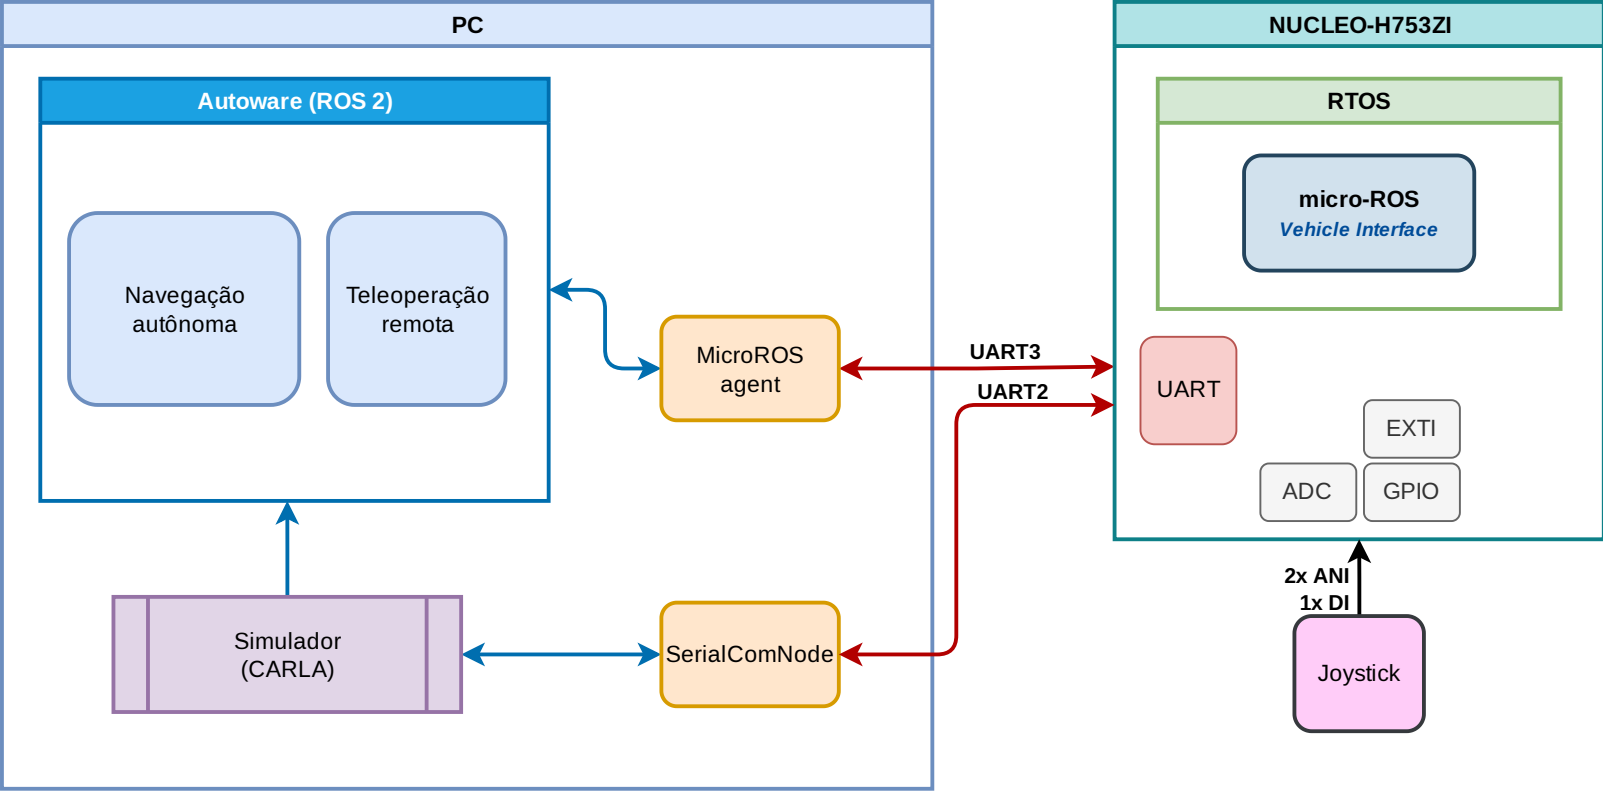 PC
Autoware (ROS 2)
Navegação
autônoma
Teleoperação
remota
MicroROS
agent
Simulador
(CARLA)
SerialComNode
UART3
UART2
NUCLEO-H753ZI
RTOS
micro-ROS
Vehicle Interface
UART
EXTI
ADC
GPIO
2x ANI
1x DI
Joystick